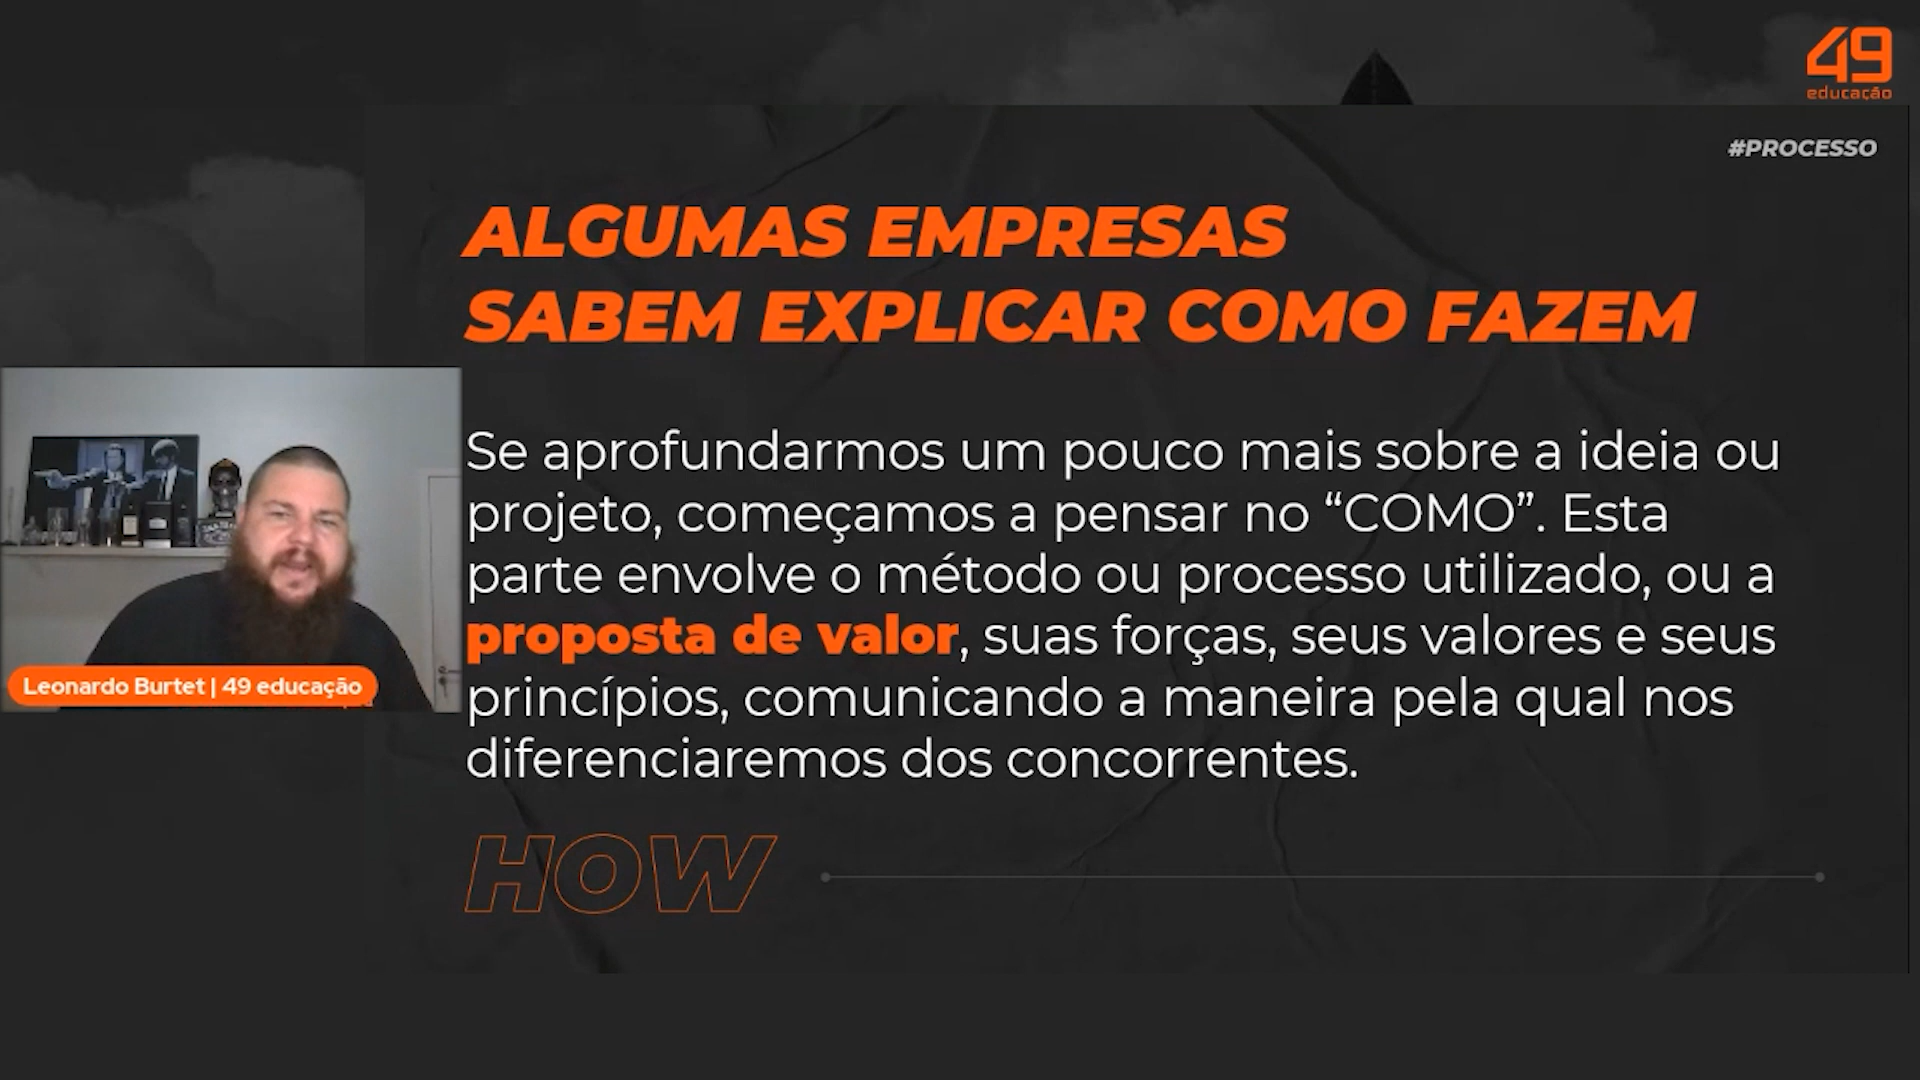 49
educação
#PROCESSO
ALGUMAS EMPRESAS
SABEM EXPLICAR COMO FAZEM
Se aprofundarmos um pouco mais sobre a ideia ou
projeto, começamos a pensar no “COMO”. Esta
parte envolve o método ou processo utilizado, ou a
proposta de valor, suas forças, seus valores e seus
princípios, comunicando a maneira pela qual nos
diferenciaremos dos concorrentes.
Leonardo Burtet | 49 educação
HOW